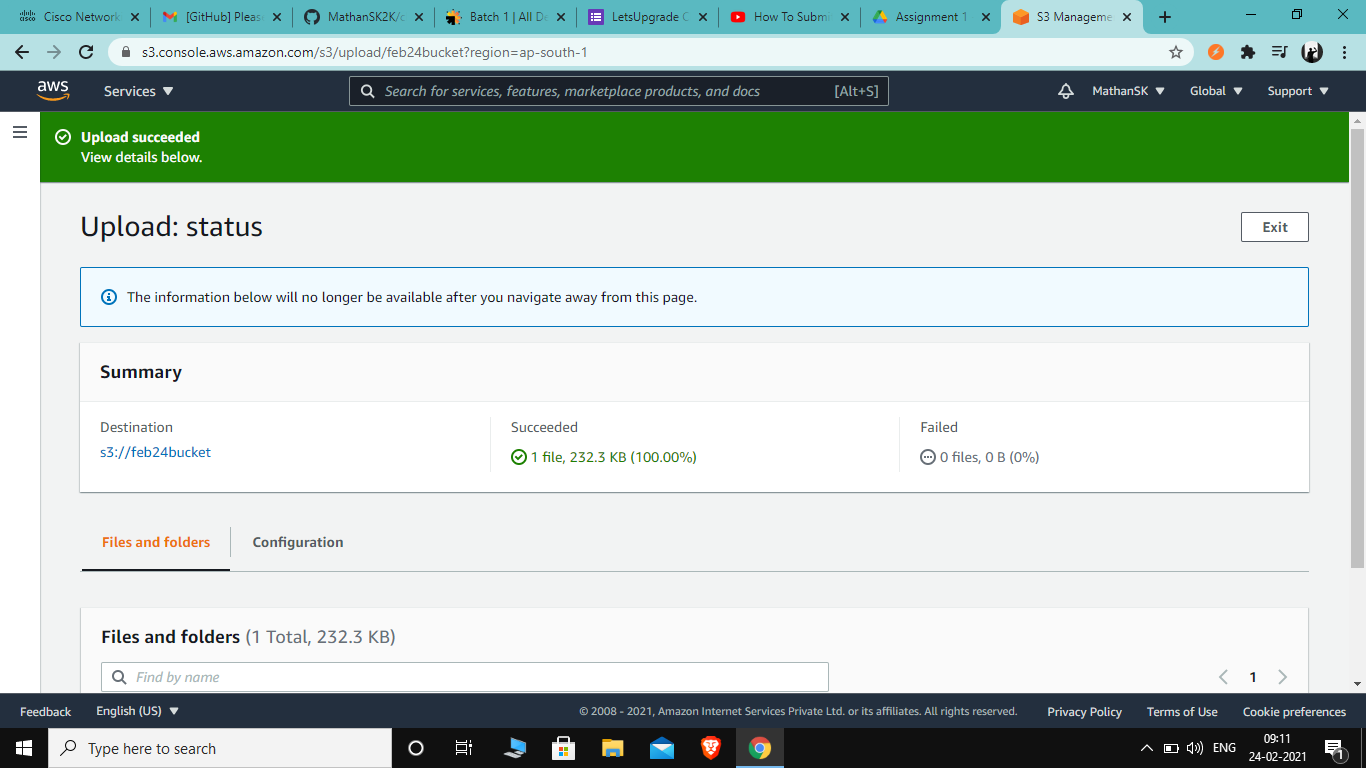 Cisco Network
[GitHub] Pleas
MathanSK2K/c
Batch 1 | All De
LetsUpgrade C
How To Submi
Assignment 1
S3 Manageme
s3.console.aws.amazon.com/s3/upload/feb24bucket?region=ap-south-1
aws
Services
Search for services, features, marketplace products, and docs
[Alt+S]
MathanSK
Global
Support
Upload succeeded
View details below.
Upload: status
Exit
The information below will no longer be available after you navigate away from this page.
Summary
Destination
s3://feb24bucket
Succeeded
1 file, 232.3 KB (100.00%)
Failed
0 files, 0 B (0%)
Files and folders
Configuration
Files and folders (1 Total, 232.3 KB)
Find by name
1
Feedback
English (US)
© 2008 - 2021, Amazon Internet Services Private Ltd. or its affiliates. All rights reserved.
Privacy Policy
Terms of Use
Cookie preferences
Type here to search
ENG
09:11
24-02-2021
1